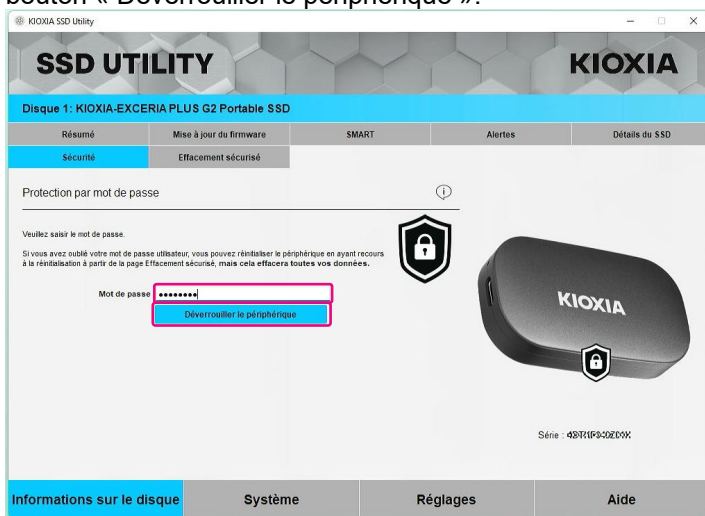 bouton « Déverrouiller le périphérique ».
KIOXIA SSD Utility
SSD UTILITY
KIOXIA
Disque 1: KIOXIA-EXCERIA PLUS G2 Portable SSD
Résumé
Mise à jour du firmware
SMART
Alertes
Détails du SSD
Sécurité
Effacement sécurisé
Protection par mot de passe
Veuillez saisir le mot de passe.
Si vous avez oublié votre mot de passe utilisateur, vous pouvez réinitialiser le périphérique en ayant recours
à la réinitialisation à partir de la page Effacement sécurisé, mais cela effacera toutes vos données.
Mot de passe
Déverrouiller le périphérique
KIOXIA
Série :
Informations sur le disque
Système
Réglages
Aide